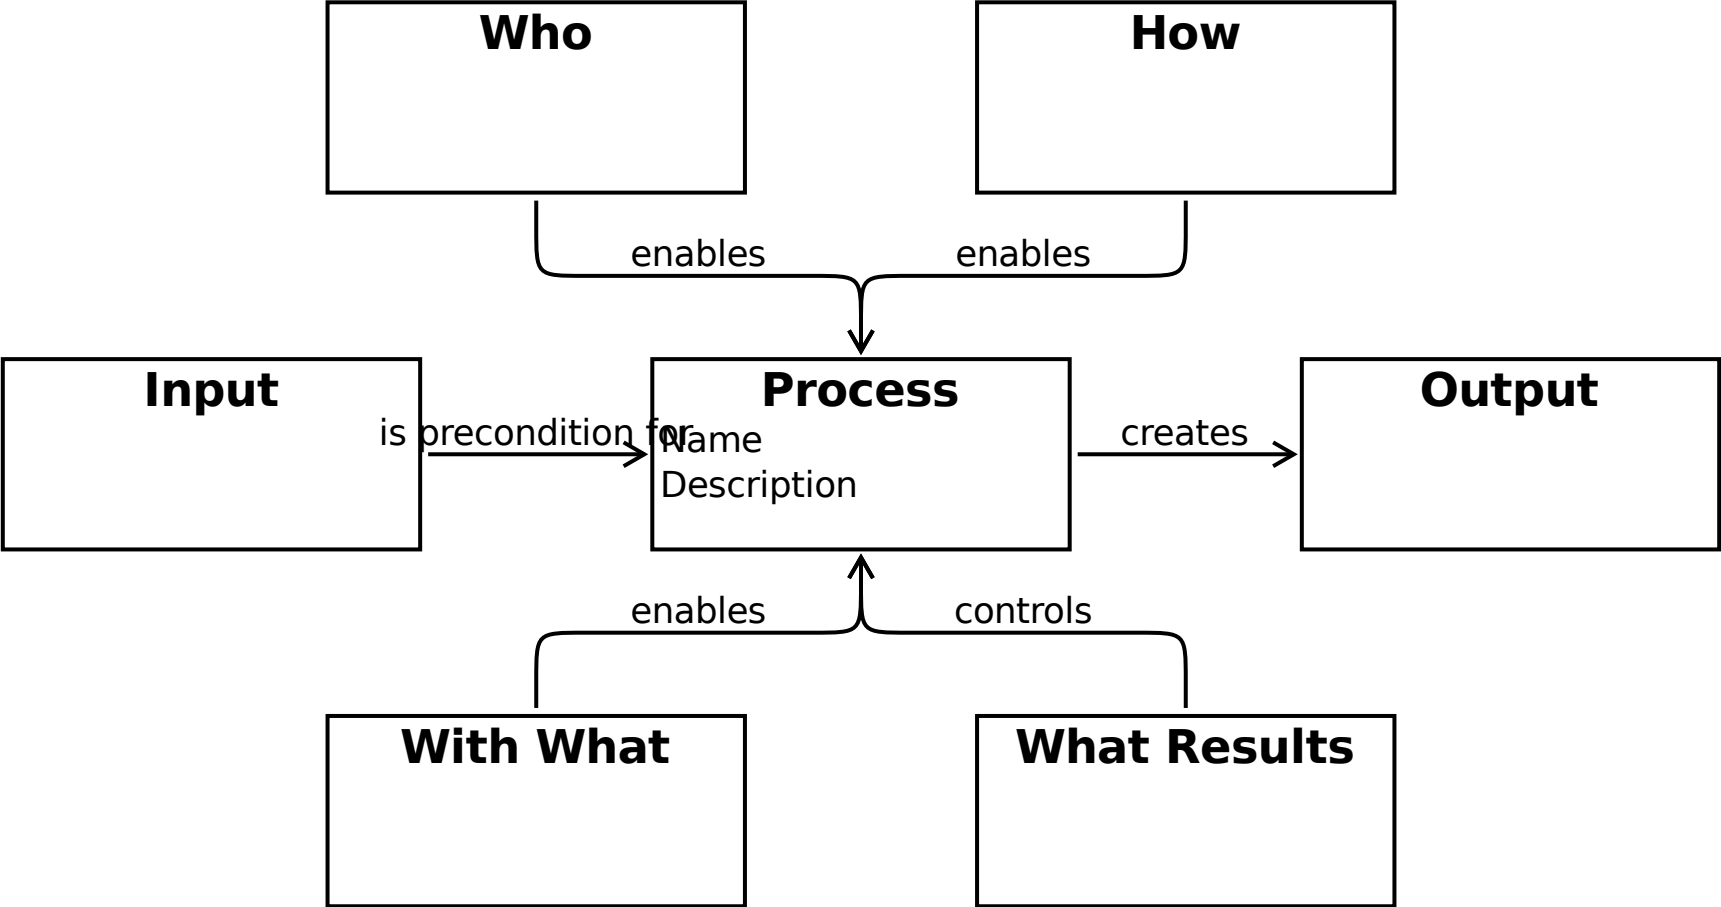 Who
How
enables
enables
Input
Process
Output
is precondition for
Name
creates
Description
enables
controls
With What
What Results